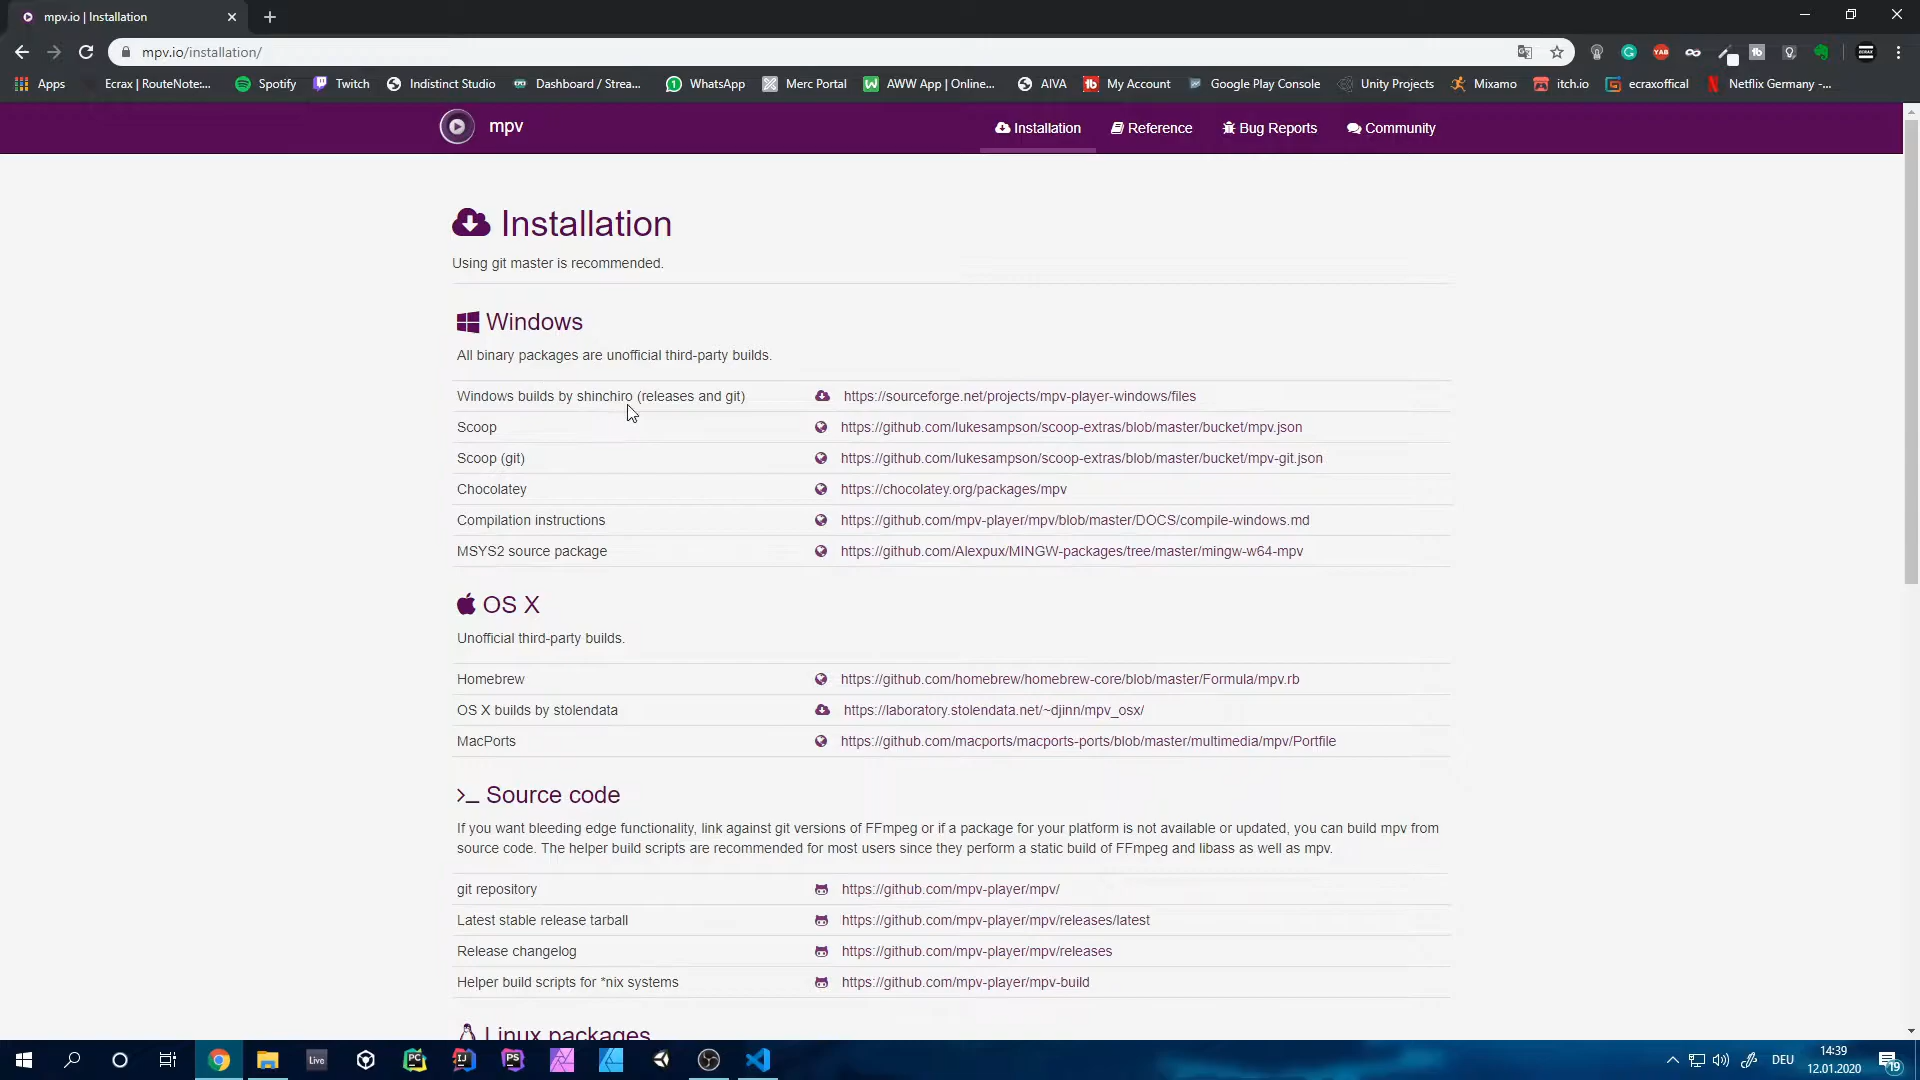 mpv.io | Installation
mpv.io/installation/
Apps
Ecrax | RouteNote:...
Spotify
Twitch
Indistinct Studio
Dashboard / Strea...
WhatsApp
Merc Portal
AWW App | Online...
AIVA
My Account
Google Play Console
Unity Projects
Mixamo
itch.io
ecraxoffical
Netflix Germany -...
mpv
Installation
Reference
Bug Reports
Community
Installation
Using git master is recommended.
Windows
All binary packages are unofficial third-party builds.
Windows builds by shinchiro (releases and git) https://sourceforge.net/projects/mpv-player-windows/files
Scoop https://github.com/lukesampson/scoop-extras/blob/master/bucket/mpv.json
Scoop (git) https://github.com/lukesampson/scoop-extras/blob/master/bucket/mpv-git.json
Chocolatey https://chocolatey.org/packages/mpv
Compilation instructions https://github.com/mpv-player/mpv/blob/master/DOCS/compile-windows.md
MSYS2 source package https://github.com/Alexpux/MINGW-packages/tree/master/mingw-w64-mpv
OS X
Unofficial third-party builds.
Homebrew https://github.com/homebrew/homebrew-core/blob/master/Formula/mpv.rb
OS X builds by stolendata https://laboratory.stolendata.net/~djinn/mpv_osx/
MacPorts https://github.com/macports/macports-ports/blob/master/multimedia/mpv/Portfile
Source code
If you want bleeding edge functionality, link against git versions of FFmpeg or if a package for your platform is not available or updated, you can build mpv from
source code. The helper build scripts are recommended for most users since they perform a static build of FFmpeg and libass as well as mpv.
git repository https://github.com/mpv-player/mpv/
Latest stable release tarball https://github.com/mpv-player/mpv/releases/latest
Release changelog https://github.com/mpv-player/mpv/releases
Helper build scripts for *nix systems https://github.com/mpv-player/mpv-build
Linux packages
Live
PC
IJ
PS
DEU
14:39
12.01.2020
19